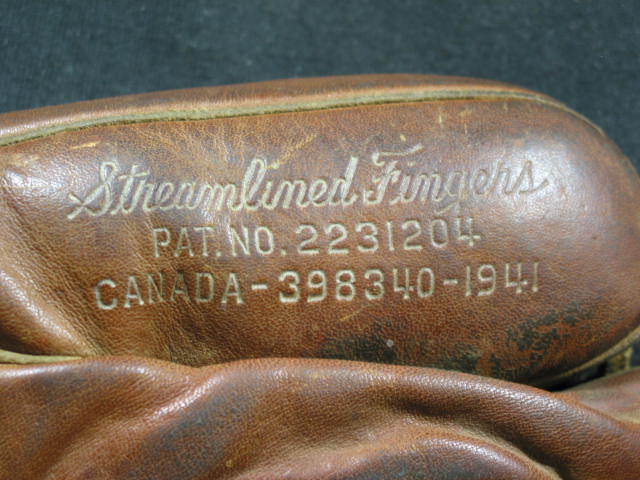 Streamlined Fingers
PAT. NO. 2231204
CANADA-398340-1941